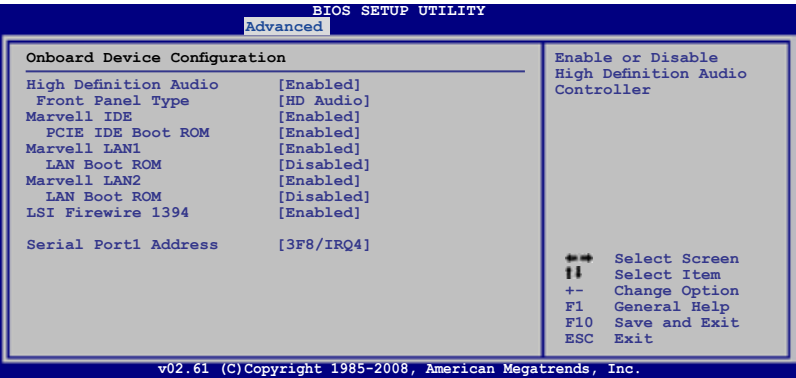 BIOS SETUP UTILITY
Advanced
Onboard Device Configuration
High Definition Audio [Enabled]
Front Panel Type [HD Audio]
Marvell IDE [Enabled]
PCIE IDE Boot ROM [Enabled]
Marvell LAN1 [Enabled]
LAN Boot ROM [Disabled]
Marvell LAN2 [Enabled]
LAN Boot ROM [Disabled]
LSI Firewire 1394 [Enabled]
Serial Port1 Address [3F8/IRQ4]
Enable or Disable
High Definition Audio
Controller
←→ Select Screen
↑↓ Select Item
+- Change Option
F1 General Help
F10 Save and Exit
ESC Exit
v02.61 (C)Copyright 1985-2008, American Megatrends, Inc.